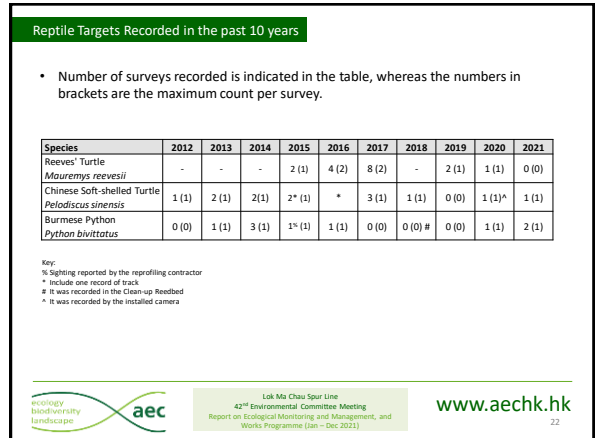 Reptile Targets Recorded in the past 10 years
• Number of surveys recorded is indicated in the table, whereas the numbers in
brackets are the maximum count per survey.
Species 2012 2013 2014 2015 2016 2017 2018 2019 2020 2021
Reeves' Turtle
Mauremys reevesii - - - 2 (1) 4 (2) 8 (2) - 2 (1) 1 (1) 0 (0)
Chinese Soft-shelled Turtle
Pelodiscus sinensis 1 (1) 2 (1) 2(1) 2* (1) * 3 (1) 1 (1) 0 (0) 1 (1)^ 1 (1)
Burmese Python
Python bivittatus 0 (0) 1 (1) 3 (1) 1% (1) 1 (1) 0 (0) 0 (0) # 0 (0) 1 (1) 2 (1)
Key:
% Sighting reported by the reprofiling contractor
* Include one record of track
# It was recorded in the Clean-up Reedbed
^ It was recorded by the installed camera
ecology
biodiversity
landscape
aec
Lok Ma Chau Spur Line
42nd Environmental Committee Meeting
Report on Ecological Monitoring and Management, and
Works Programme (Jan – Dec 2021)
www.aechk.hk
22